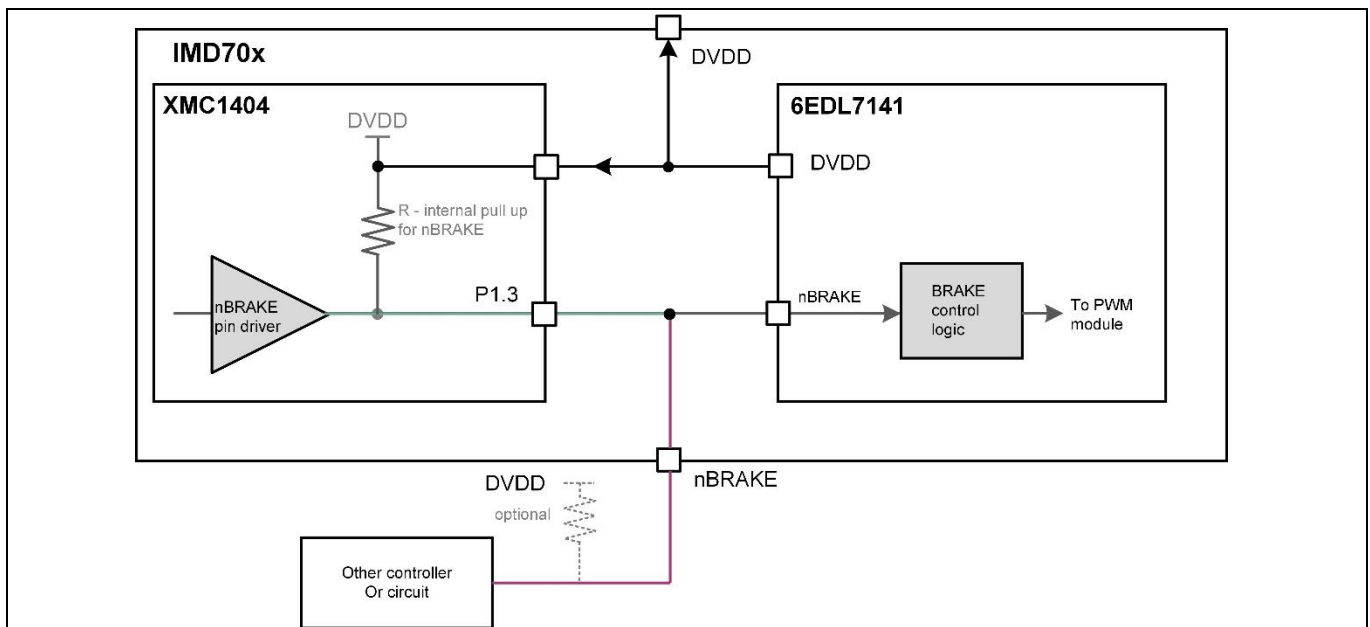 IMD70x
DVDD
XMC1404
DVDD
R - internal pull up
for nBRAKE
nBRAKE
pin driver
P1.3
6EDL7141
DVDD
nBRAKE
BRAKE
control
logic
To PWM
module
nBRAKE
DVDD
optional
Other controller
Or circuit